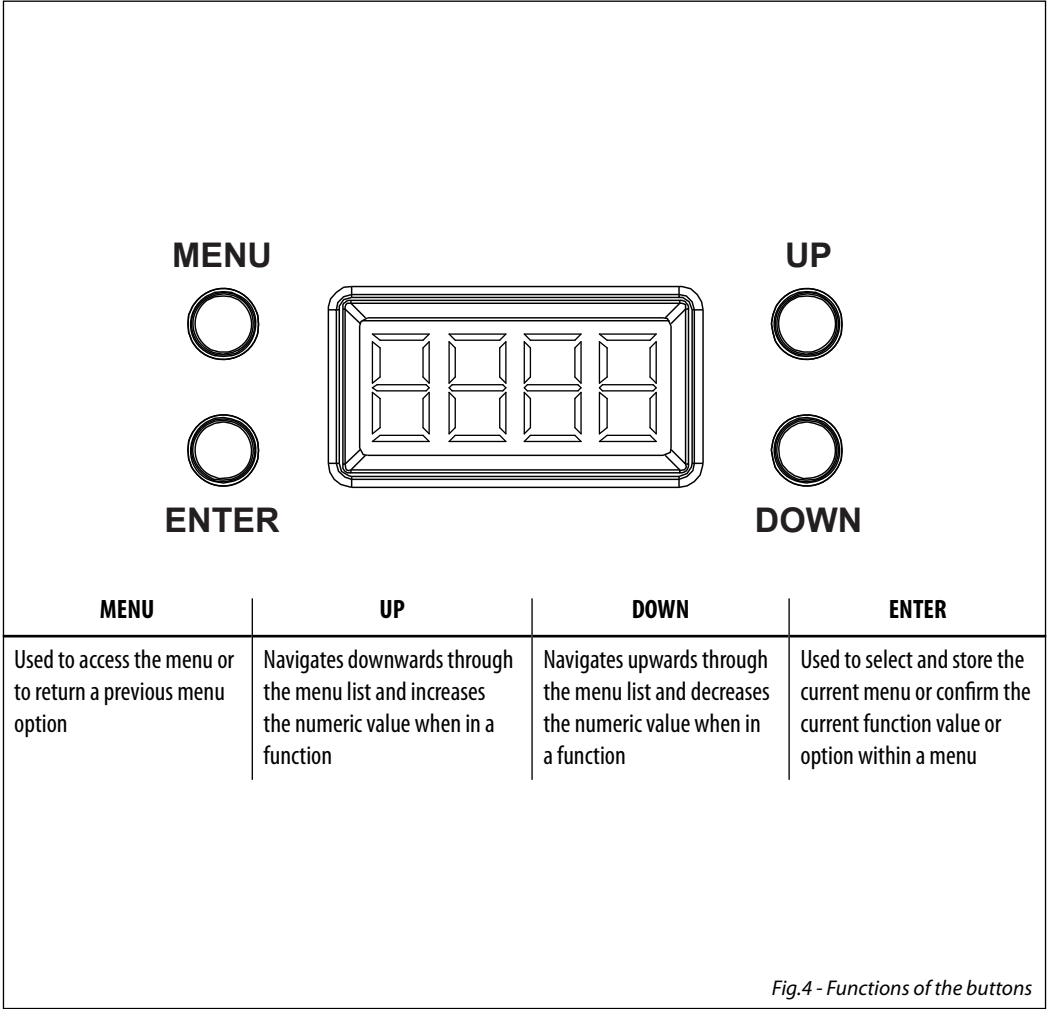 MENU
UP
ENTER
DOWN
MENU
UP
DOWN
ENTER
Used to access the menu or
to return a previous menu
option
Navigates downwards through
the menu list and increases
the numeric value when in a
function
Navigates upwards through
the menu list and decreases
the numeric value when in
a function
Used to select and store the
current menu or confirm the
current function value or
option within a menu
Fig.4 - Functions of the buttons